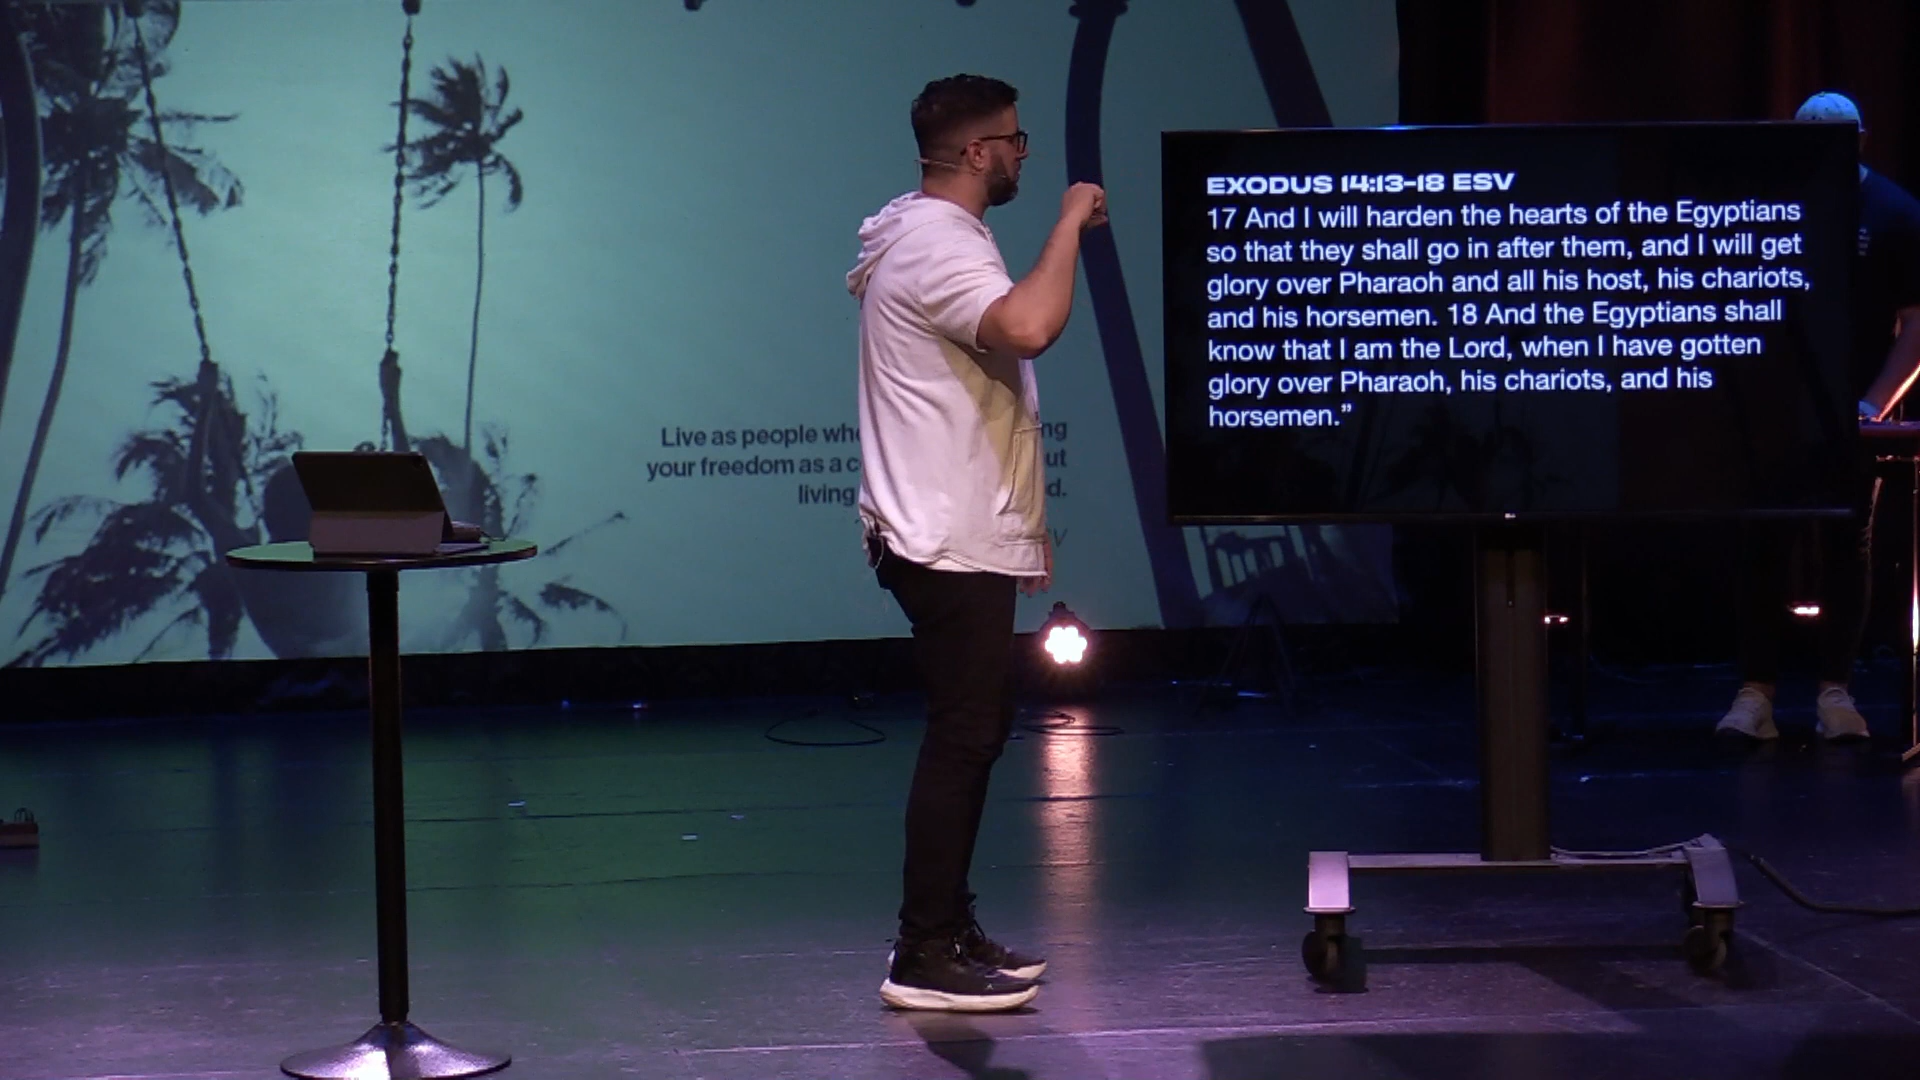 EXODUS 14:13-18 ESV
17 And I will harden the hearts of the Egyptians
so that they shall go in after them, and I will get
glory over Pharaoh and all his host, his chariots,
and his horsemen. 18 And the Egyptians shall
know that I am the Lord, when I have gotten
glory over Pharaoh, his chariots, and his
horsemen.”
Live as people
your freedom as a
living